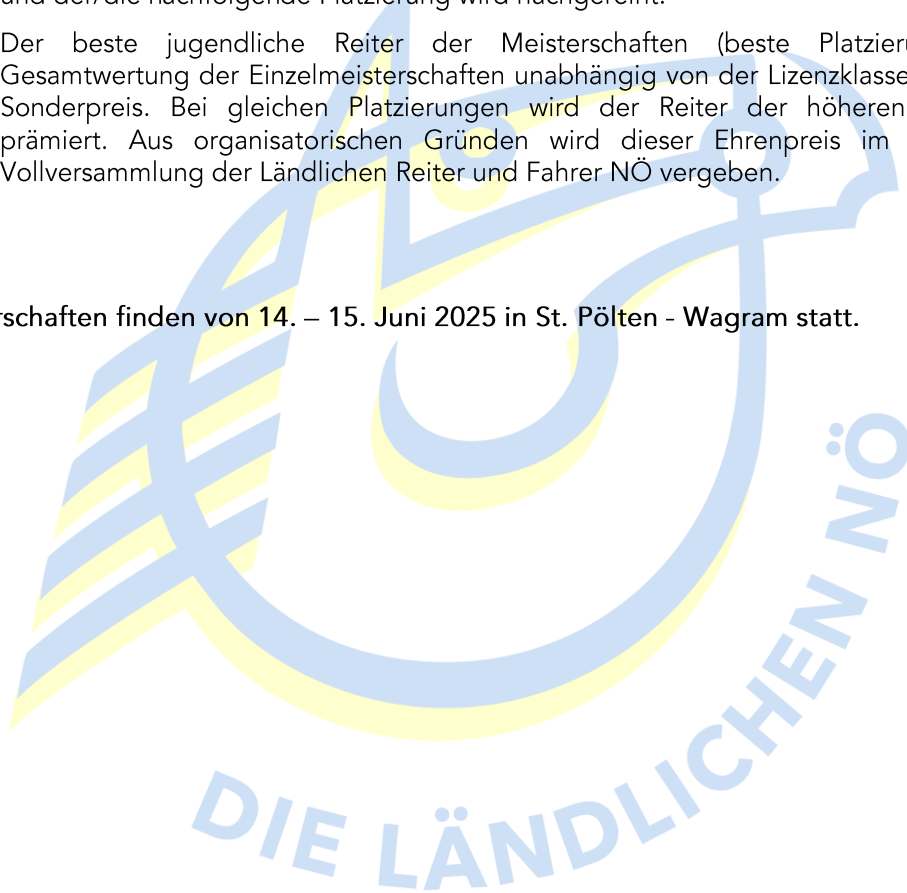 und der/die nachfolgende Platzierung wird nachgereiht.
Der beste jugendliche Reiter der Meisterschaften (beste
Gesamtwertung der Einzelmeisterschaften unabhängig von der Lizenzklasse
Sonderpreis. Bei gleichen Platzierungen wird der Reiter der höheren
prämiert. Aus organisatorischen Gründen wird dieser Ehrenpreis im
Vollversammlung der Ländlichen Reiter und Fahrer NÖ vergeben.
finden von 14. – 15. Juni 2025 in St. Pölten - Wagram statt.
DIE LÄNDLICHEN NÖ